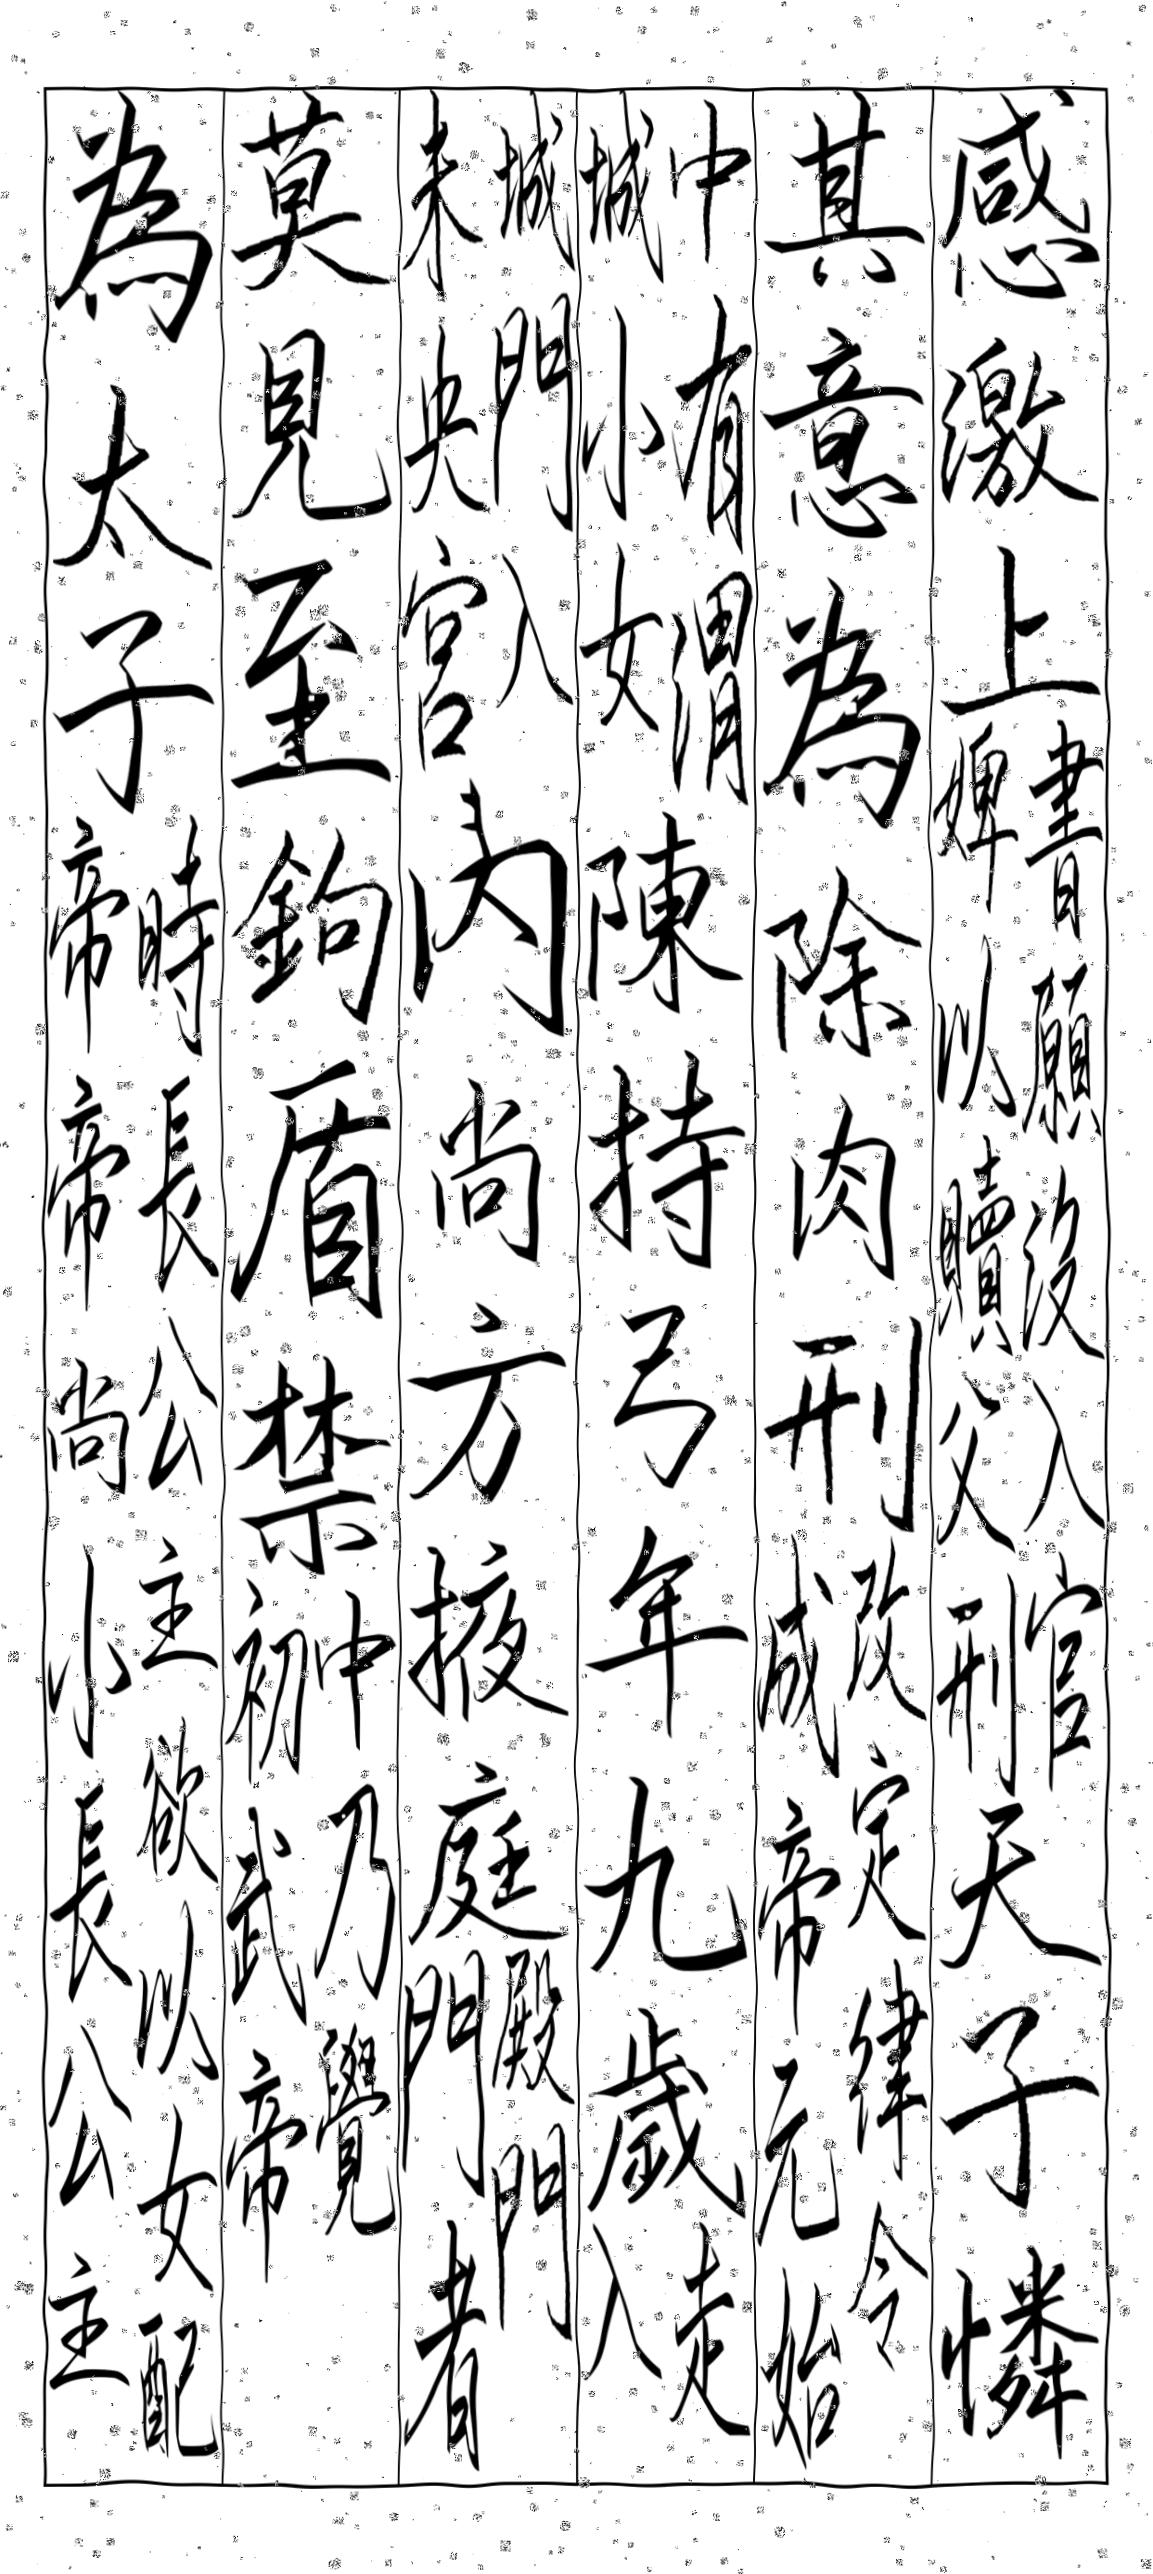 感激上書願没入官婢以贖父刑天子憐
其意為除肉刑改定律令成帝元始
中有渭城小女陳持弓年九歲走入
城門入未央宮內尚方掖庭殿門門者
莫見至鉤盾禁中乃覺初武帝
為太子時長公主欲以女配帝帝尚小長公主